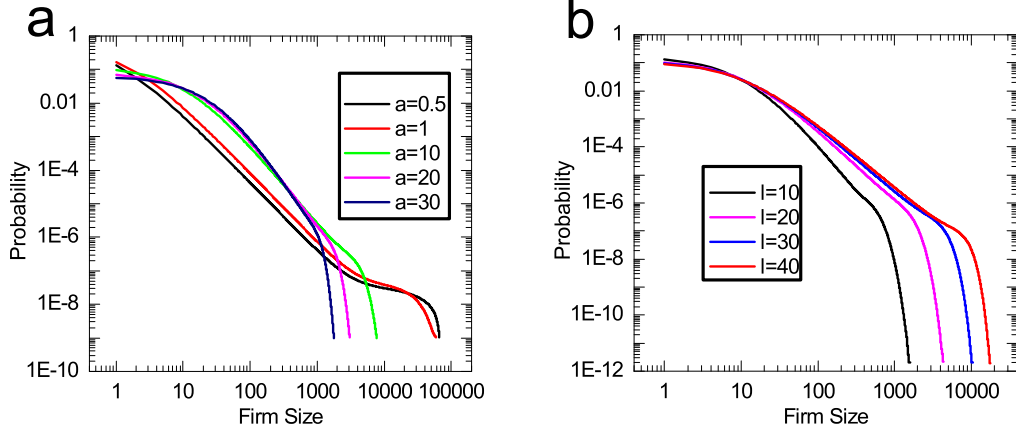 a
1
0.01
1E-4
1E-6
1E-8
1E-10
Probability
1 10 100 1000 10000 100000
Firm Size
a=0.5
a=1
a=10
a=20
a=30
b
1
0.01
1E-4
1E-6
1E-8
1E-10
1E-12
Probability
1 10 100 1000 10000
Firm Size
l=10
l=20
l=30
l=40